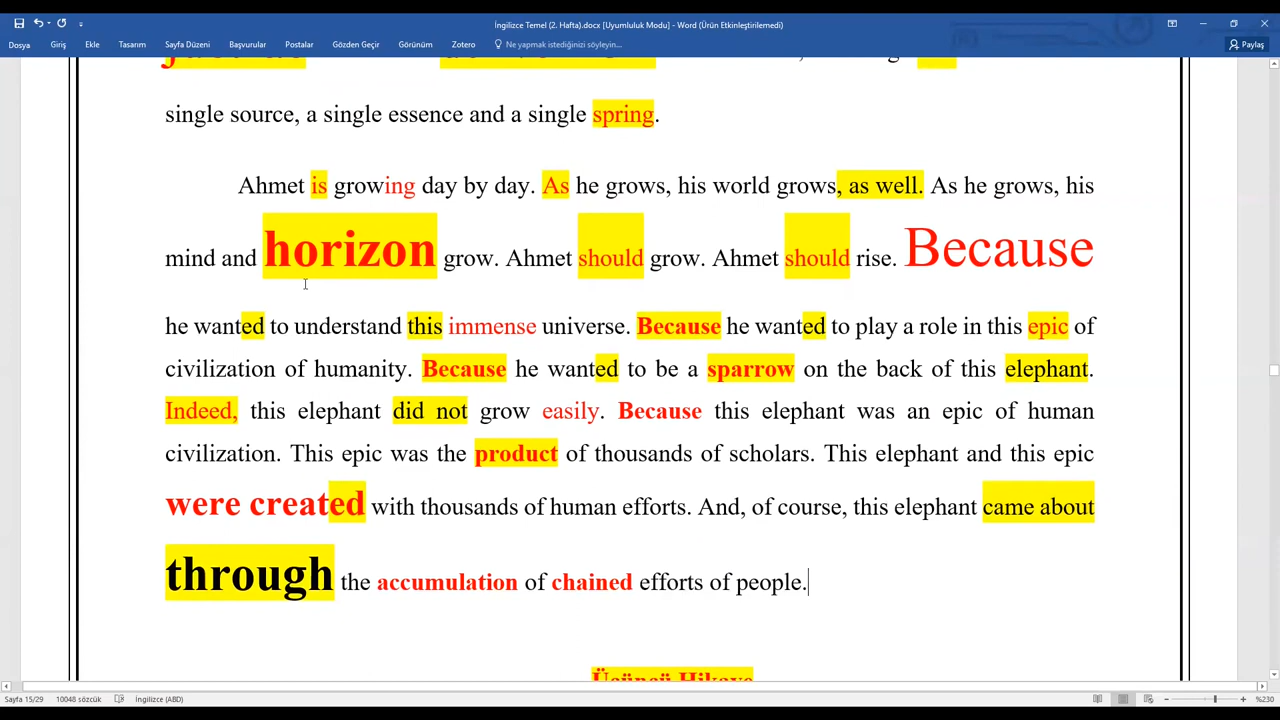 İngilizce Temel (2. Hafta).docx [Uyumluluk Modu] - Word (Ürün Etkinleştirilemedi)
Dosya Giriş Ekle Tasarım Sayfa Düzeni Başvurular Postalar Gözden Geçir Görünüm Zotero Ne yapmak istediğinizi söyleyin... Paylaş
single source, a single essence and a single spring.
Ahmet is growing day by day. As he grows, his world grows, as well. As he grows, his
mind and horizon grow. Ahmet should grow. Ahmet should rise. Because
he wanted to understand this immense universe. Because he wanted to play a role in this epic of
civilization of humanity. Because he wanted to be a sparrow on the back of this elephant.
Indeed, this elephant did not grow easily. Because this elephant was an epic of human
civilization. This epic was the product of thousands of scholars. This elephant and this epic
were created with thousands of human efforts. And, of course, this elephant came about
through the accumulation of chained efforts of people.
Üçüncü Hikaye
Sayfa 15/29 10048 sözcük İngilizce (ABD) %230